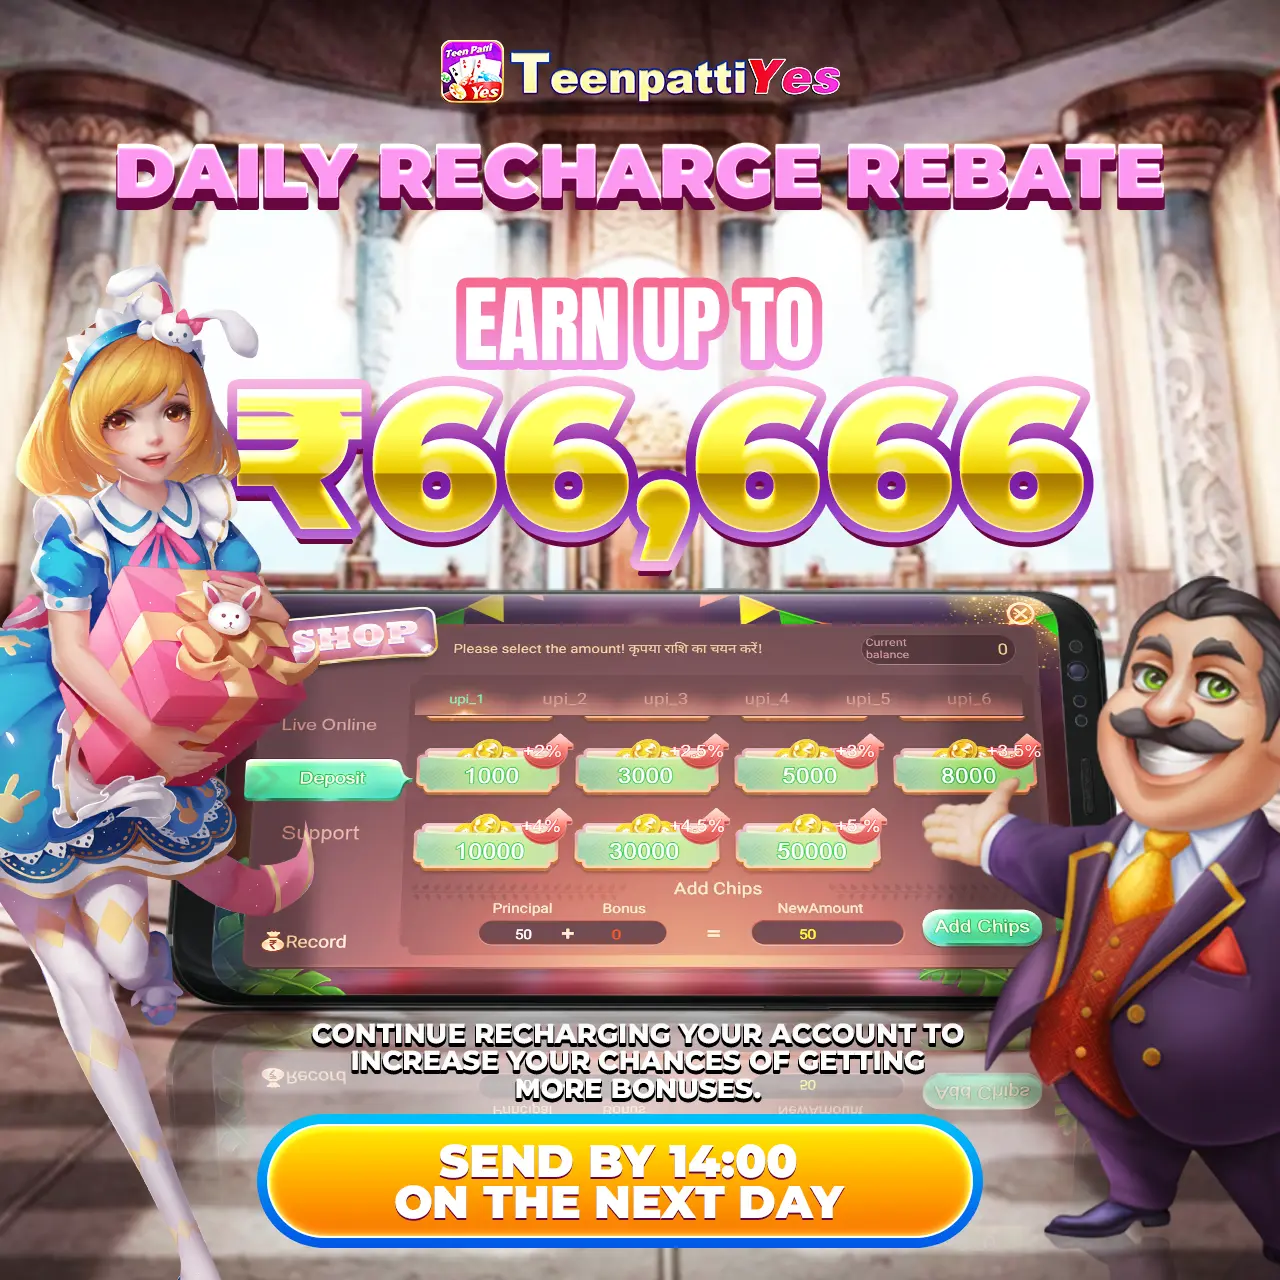 Teen Patti
Yes
TeenpattiYes
DAILY RECHARGE REBATE
EARN UP TO
₹66,666
SHOP
Please select the amount! कृपया राशि का चयन करें!
Current
balance
0
upi_1 upi_2 upi_3 upi_4 upi_5 upi_6
Live Online
Deposit
Support
Record
+2% +2.5% +3% +3.5%
1000 3000 5000 8000
+4% +4.5% +5%
10000 30000 50000
Add Chips
Principal Bonus NewAmount
50 + 0 = 50
Add Chips
CONTINUE RECHARGING YOUR ACCOUNT TO
INCREASE YOUR CHANCES OF GETTING
MORE BONUSES.
SEND BY 14:00
ON THE NEXT DAY